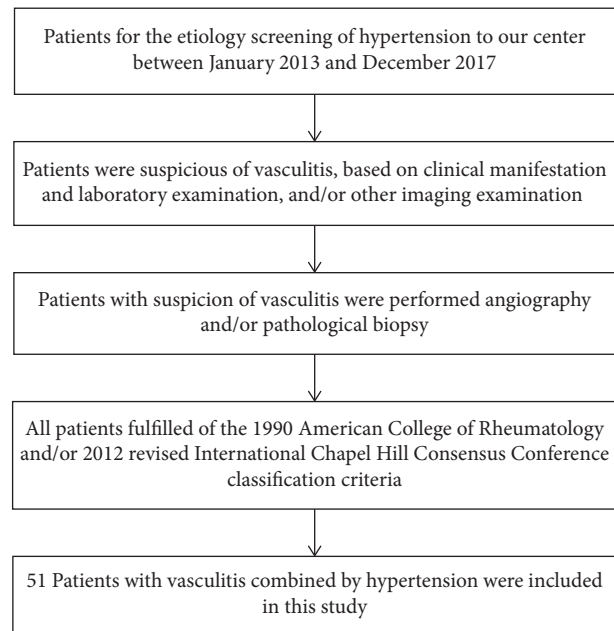 Patients for the etiology screening of hypertension to our center
between January 2013 and December 2017
Patients were suspicious of vasculitis, based on clinical manifestation
and laboratory examination, and/or other imaging examination
Patients with suspicion of vasculitis were performed angiography
and/or pathological biopsy
All patients fulfilled of the 1990 American College of Rheumatology
and/or 2012 revised International Chapel Hill Consensus Conference
classification criteria
51 Patients with vasculitis combined by hypertension were included
in this study